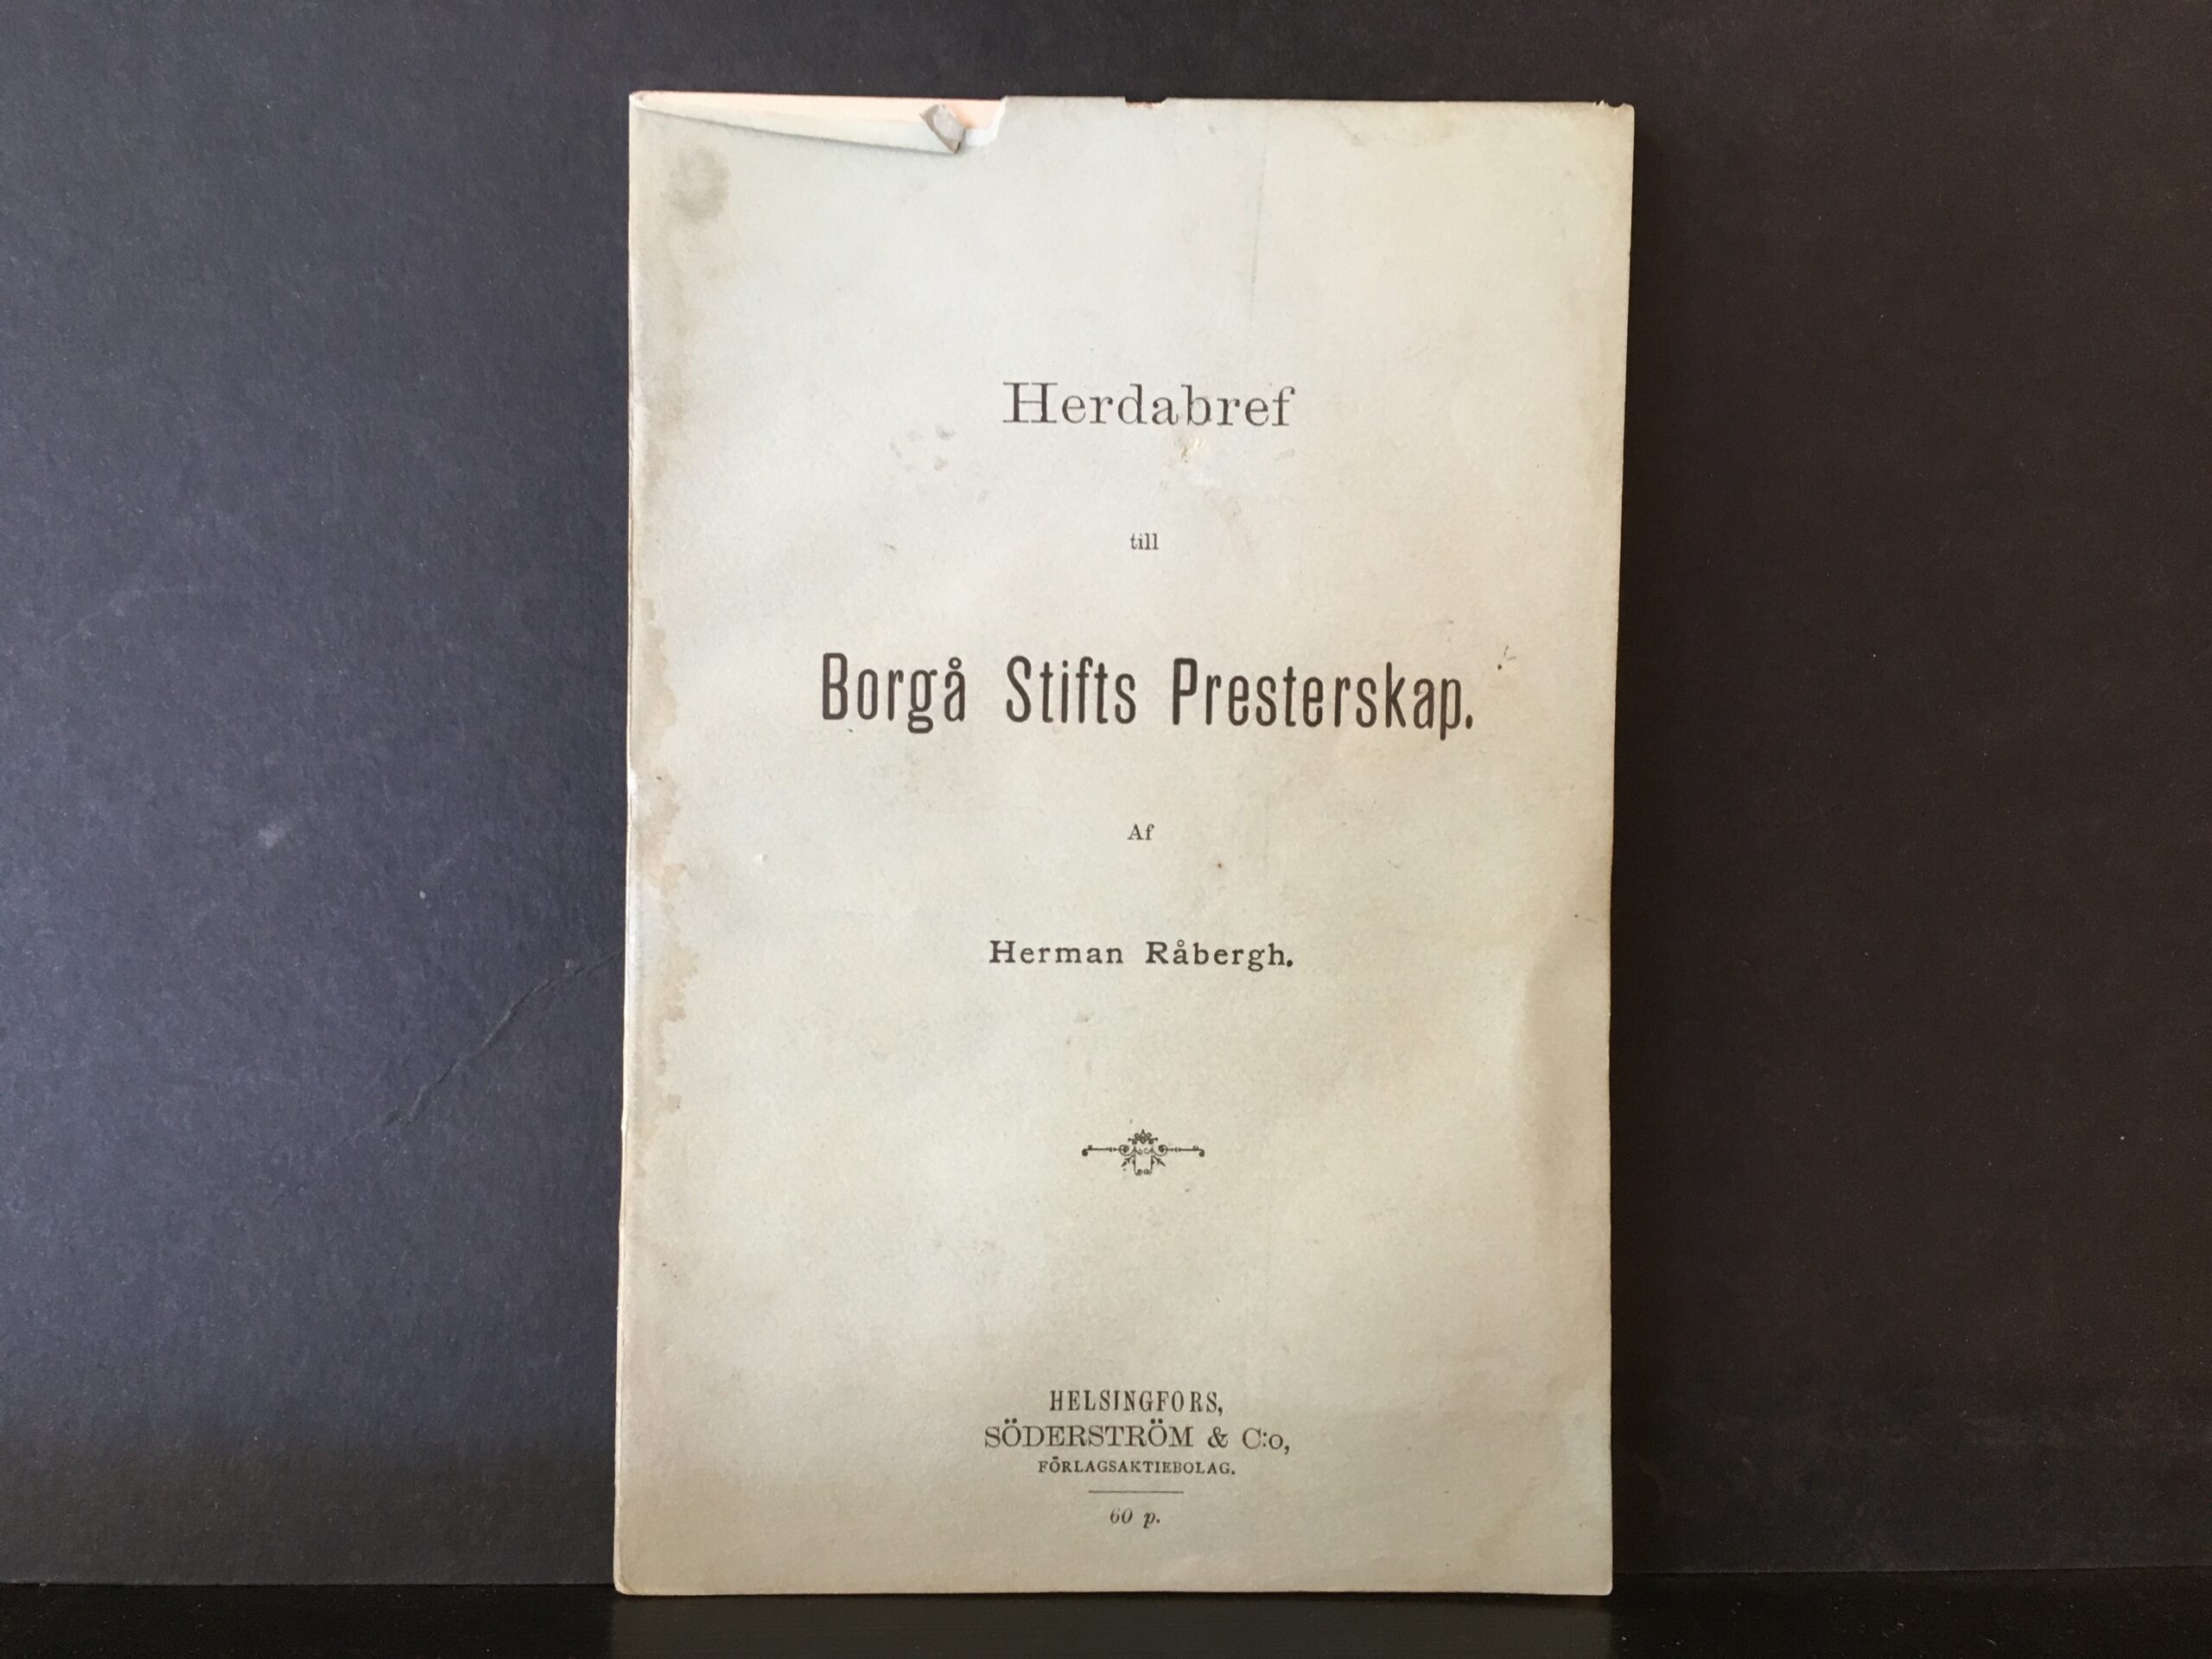 Herdabref
till
Borgå Stifts Presterskap.
Af
Herman Råbergh.
HELSINGFORS,
SÖDERSTRÖM & C:o,
FÖRLAGSAKTIEBOLAG.
60 p.